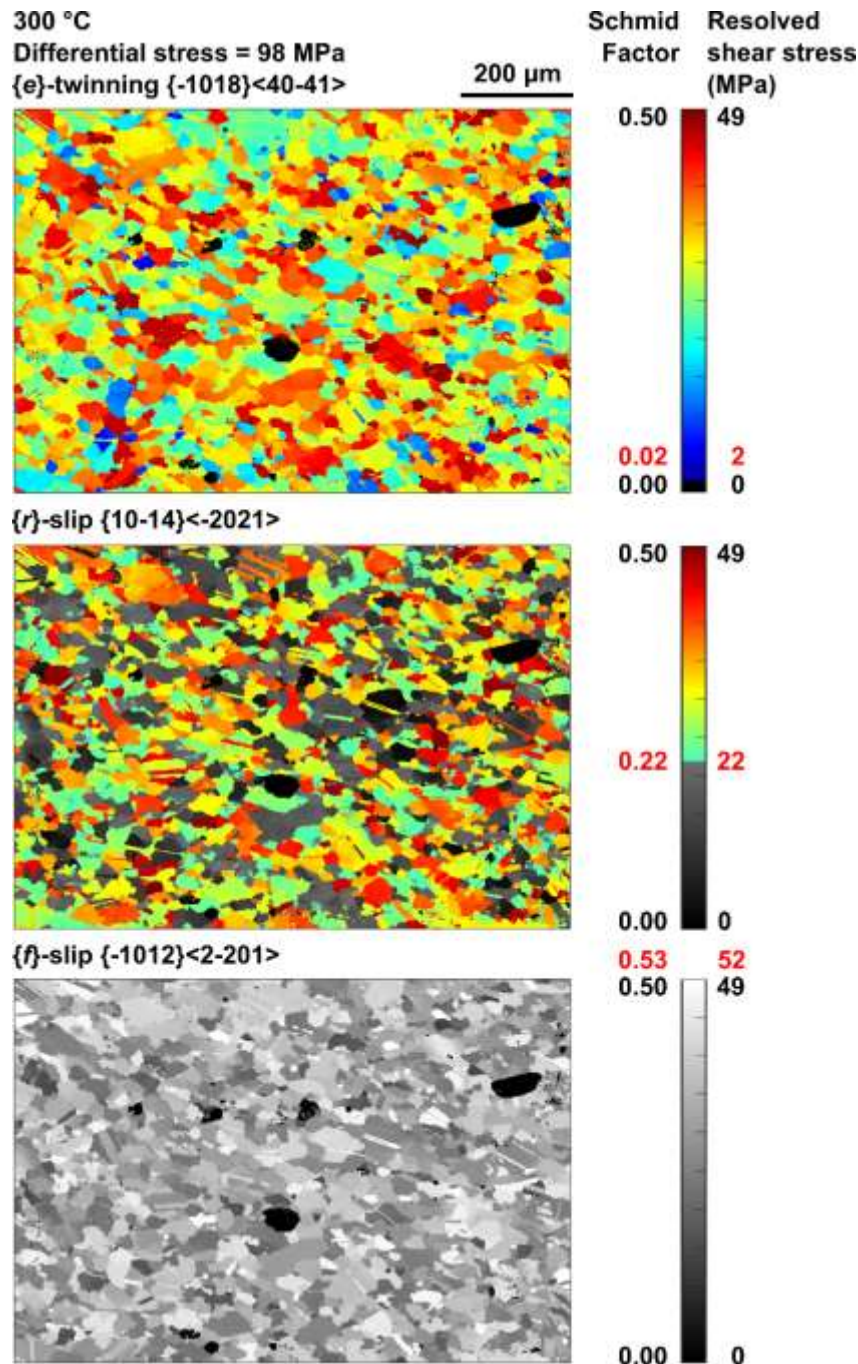 300 °C
Differential stress = 98 MPa
{e}-twinning {-1018}<40-41>
200 µm
Schmid Factor
Resolved shear stress (MPa)
0.50 49
0.02 2
0.00 0
{r}-slip {10-14}<-2021>
0.50 49
0.22 22
0.00 0
{f}-slip {-1012}<2-201>
0.53 52
0.50 49
0.00 0